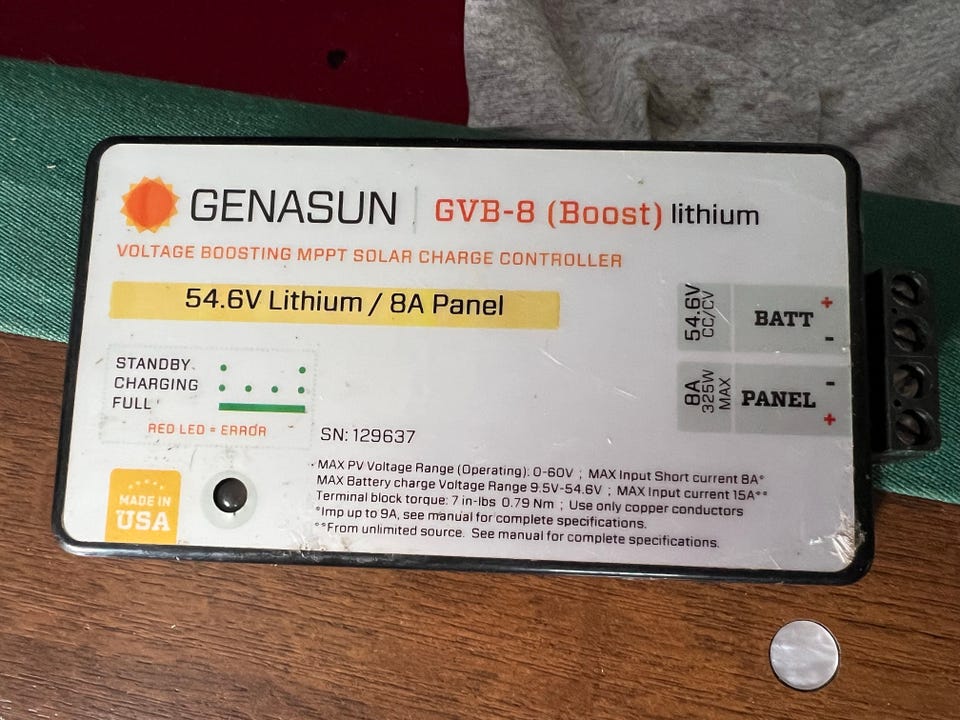 GENASUN | GVB-8 (Boost) lithium
VOLTAGE BOOSTING MPPT SOLAR CHARGE CONTROLLER
54.6V Lithium / 8A Panel
54.6V CC/CV BATT + -
8A 325W MAX PANEL - +
STANDBY
CHARGING
FULL
RED LED = ERROR
SN: 129637
MADE IN
USA
MAX PV Voltage Range (Operating): 0-60V ; MAX Input Short current 8A*
MAX Battery charge Voltage Range 9.5V-54.6V ; MAX Input current 15A**
Terminal block torque: 7 in-lbs 0.79 Nm ; Use only copper conductors
*Imp up to 9A, see manual for complete specifications.
**From unlimited source. See manual for complete specifications.